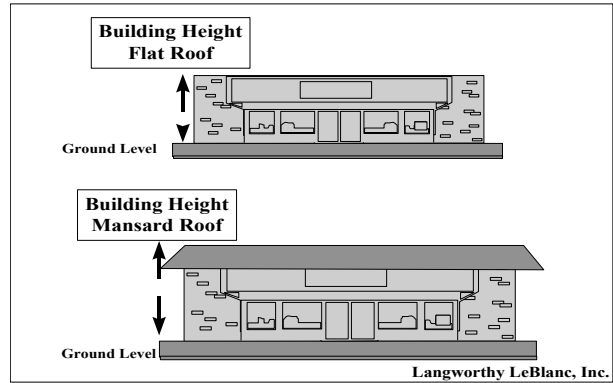 Building Height
Flat Roof
Ground Level
Building Height
Mansard Roof
Ground Level
Langworthy LeBlanc, Inc.